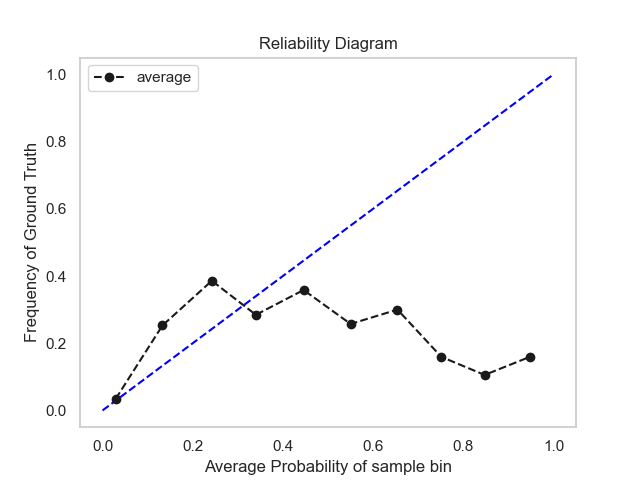 Reliability Diagram
average
Frequency of Ground Truth
1.0
0.8
0.6
0.4
0.2
0.0
0.0 0.2 0.4 0.6 0.8 1.0
Average Probability of sample bin